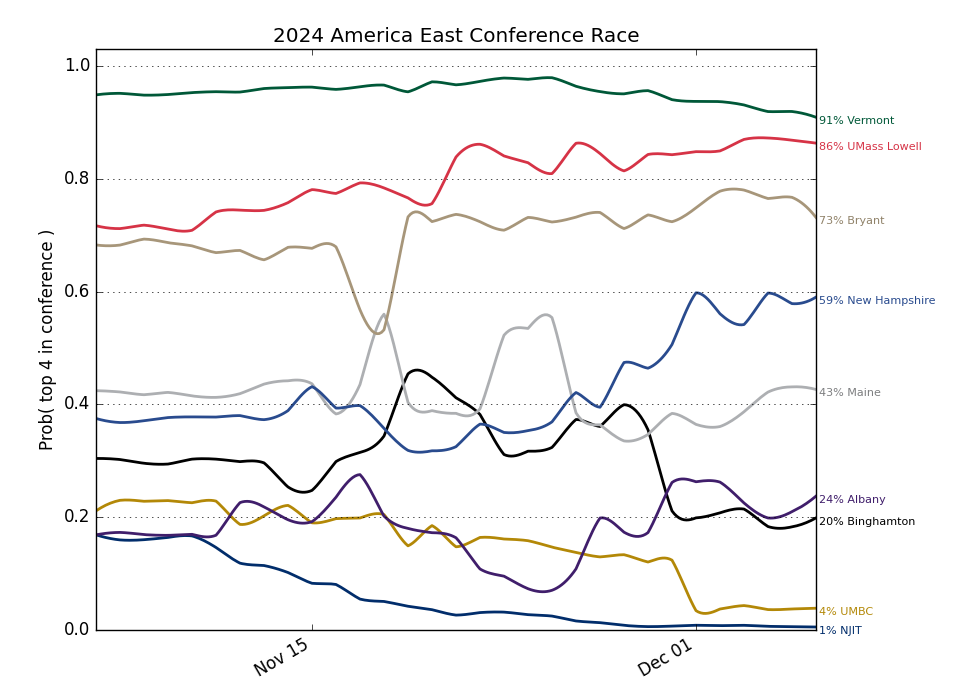 2024 America East Conference Race
Prob( top 4 in conference )
1.0
0.8
0.6
0.4
0.2
0.0
Nov 15
Dec 01
91% Vermont
86% UMass Lowell
73% Bryant
59% New Hampshire
43% Maine
24% Albany
20% Binghamton
4% UMBC
1% NJIT